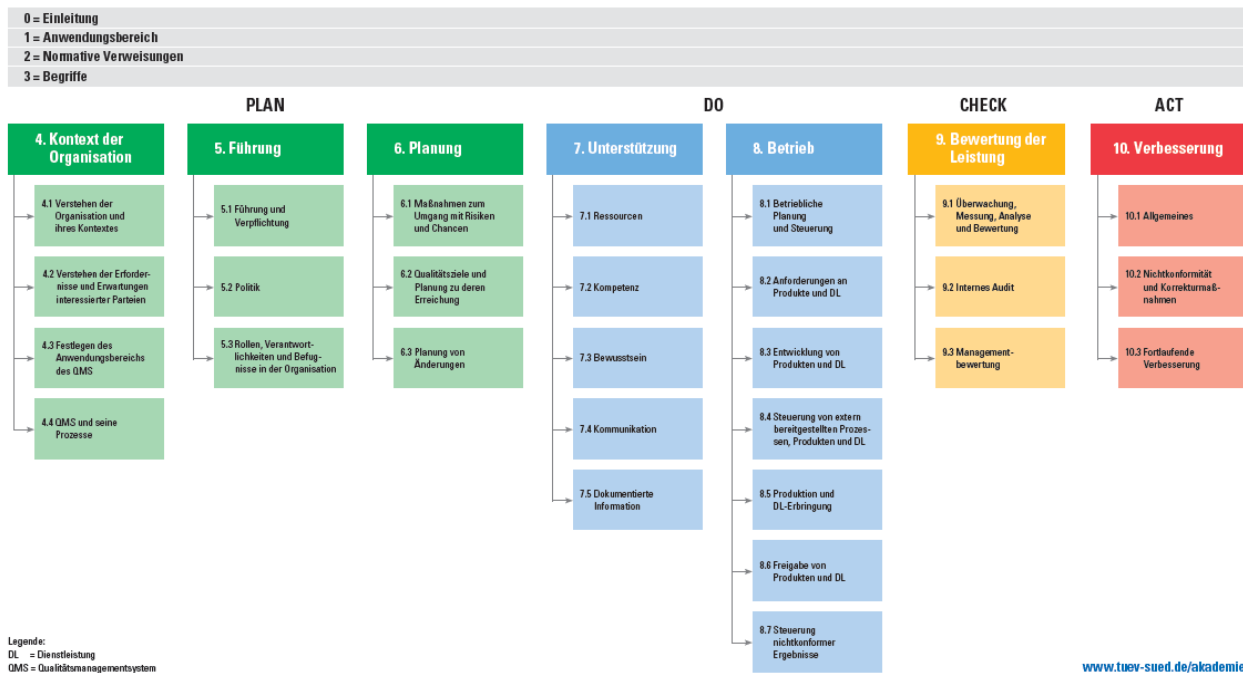 0 = Einleitung
1 = Anwendungsbereich
2 = Normative Verweisungen
3 = Begriffe
PLAN
DO
CHECK
ACT
4. Kontext der
Organisation
4.1 Verstehen der
Organisation und
ihres Kontextes
4.2 Verstehen der Erforder-
nisse und Erwartungen
interessierter Parteien
4.3 Festlegen des
Anwendungsbereichs
des QMS
4.4 QMS und seine
Prozesse
5. Führung
5.1 Führung und
Verpflichtung
5.2 Politik
5.3 Rollen, Verantwort-
lichkeiten und Befug-
nisse in der Organisation
6. Planung
6.1 Maßnahmen zum
Umgang mit Risiken
und Chancen
6.2 Qualitätsziele und
Planung zu deren
Erreichung
6.3 Planung von
Änderungen
7. Unterstützung
7.1 Ressourcen
7.2 Kompetenz
7.3 Bewusstsein
7.4 Kommunikation
7.5 Dokumentierte
Information
8. Betrieb
8.1 Betriebliche
Planung
und Steuerung
8.2 Anforderungen an
Produkte und DL
8.3 Entwicklung von
Produkten und DL
8.4 Steuerung von extern
bereitgestellten Prozes-
sen, Produkten und DL
8.5 Produktion und
DL-Erbringung
8.6 Freigabe von
Produkten und DL
8.7 Steuerung
nichtkonformer
Ergebnisse
9. Bewertung der
Leistung
9.1 Überwachung,
Messung, Analyse
und Bewertung
9.2 Internes Audit
9.3 Management-
bewertung
10. Verbesserung
10.1 Allgemeines
10.2 Nichtkonformität
und Korrekturmaß-
nahmen
10.3 Fortlaufende
Verbesserung
Legende:
DL = Dienstleistung
QMS = Qualitätsmanagementsystem
www.tuev-sued.de/akademie